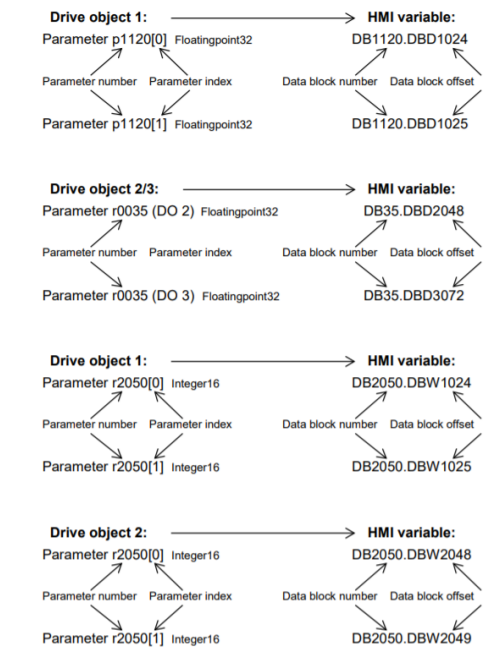 Drive object 1: HMI variable:
Parameter p1120[0] Floatingpoint32 DB1120.DBD1024
Parameter number Parameter index Data block number Data block offset
Parameter p1120[1] Floatingpoint32 DB1120.DBD1025
Drive object 2/3: HMI variable:
Parameter r0035 (DO 2) Floatingpoint32 DB35.DBD2048
Parameter number Parameter index Data block number Data block offset
Parameter r0035 (DO 3) Floatingpoint32 DB35.DBD3072
Drive object 1: HMI variable:
Parameter r2050[0] Integer16 DB2050.DBW1024
Parameter number Parameter index Data block number Data block offset
Parameter r2050[1] Integer16 DB2050.DBW1025
Drive object 2: HMI variable:
Parameter r2050[0] Integer16 DB2050.DBW2048
Parameter number Parameter index Data block number Data block offset
Parameter r2050[1] Integer16 DB2050.DBW2049